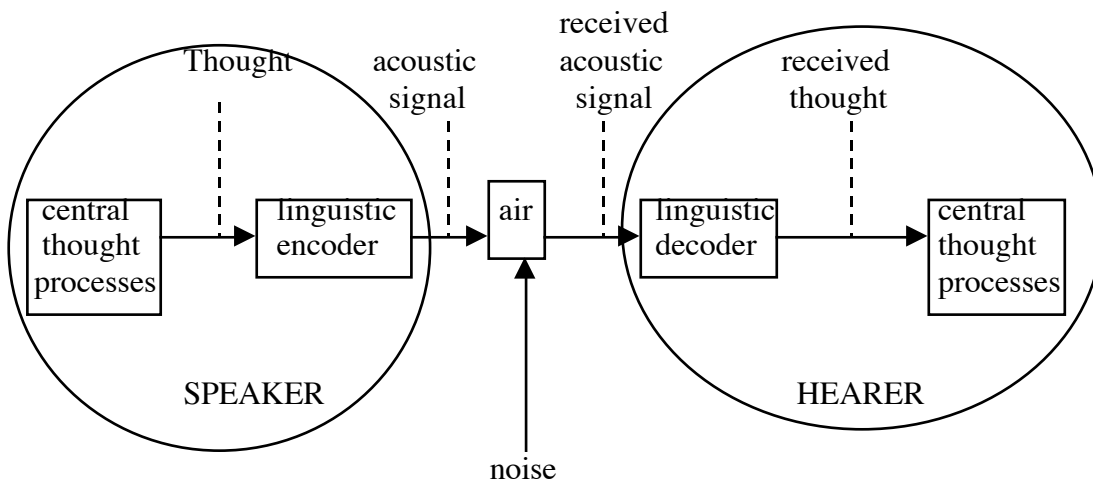 Thought
acoustic
signal
received
acoustic
signal
received
thought
central
thought
processes
linguistic
encoder
air
linguistic
decoder
central
thought
processes
SPEAKER
HEARER
noise